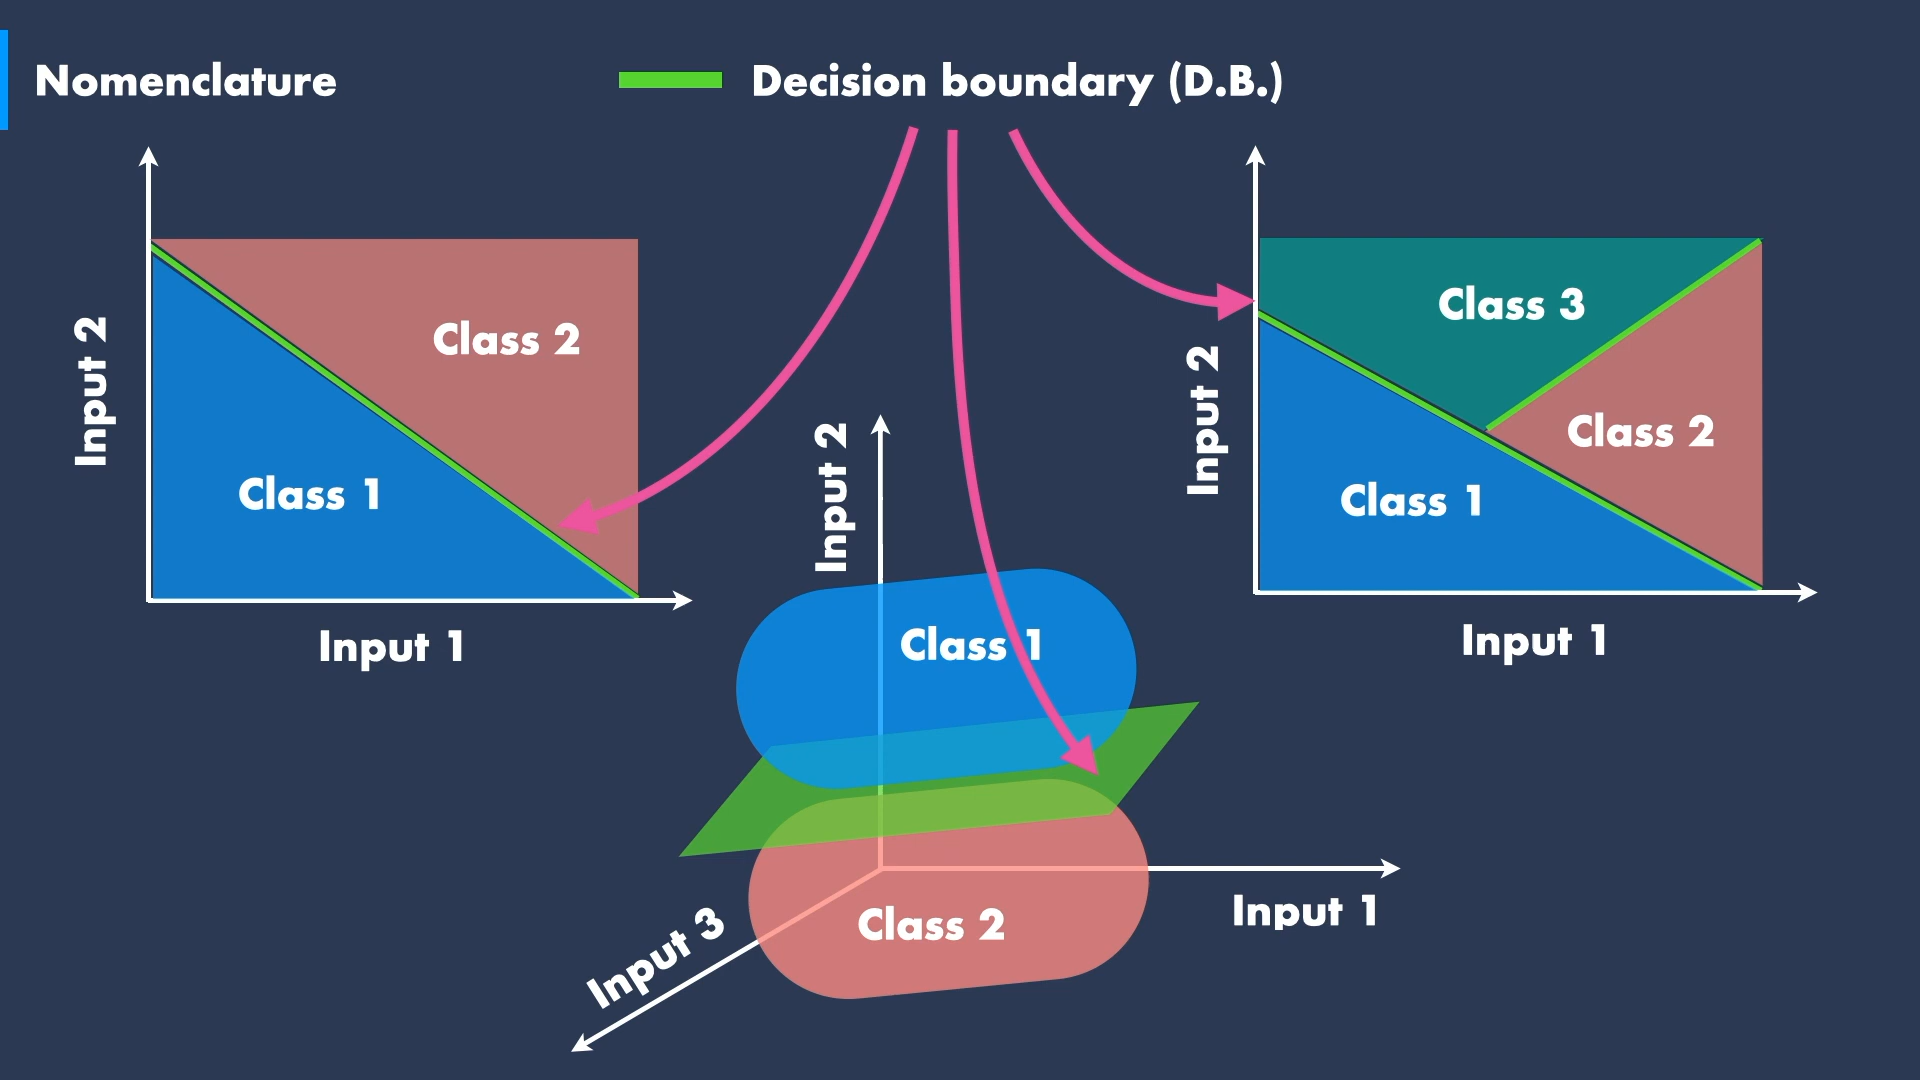 Nomenclature
Decision boundary (D.B.)
Input 2
Class 2
Class 1
Input 1
Input 2
Class 1
Class 2
Input 1
Input 3
Input 2
Class 3
Class 2
Class 1
Input 1